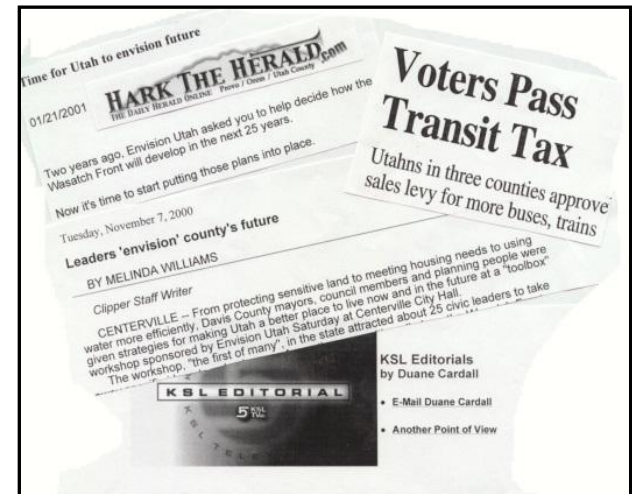 Time for Utah to envision future
01/21/2001
HARK THE HERALD.com
THE DAILY HERALD ONLINE Provo / Orem / Utah County
Two years ago, Envision Utah asked you to help decide how the
Wasatch Front will develop in the next 25 years.
Now it's time to start putting those plans into place.
Voters Pass
Transit Tax
Utahns in three counties approve
sales levy for more buses, trains
Tuesday, November 7, 2000
Leaders 'envision' county's future
BY MELINDA WILLIAMS
Clipper Staff Writer
CENTERVILLE – From protecting sensitive land to meeting housing needs to using
water more efficiently, Davis County mayors, council members and planning people were
given strategies for making Utah a better place to live now and in the future at a "toolbox"
workshop sponsored by Envision Utah Saturday at Centerville City Hall.
The workshop, "the first of many", in the state attracted about 25 civic leaders to take
KSL EDITORIAL
5 KSL TV
KSL TELEV
KSL Editorials
by Duane Cardall
• E-Mail Duane Cardall
• Another Point of View